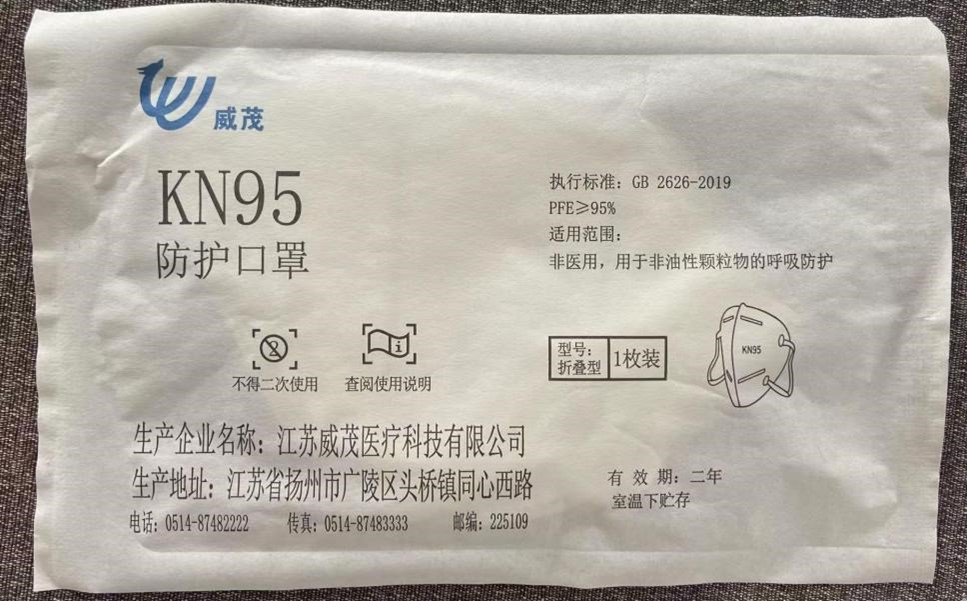 威茂
KN95
防护口罩
执行标准：GB 2626-2019
PFE≥95%
适用范围：
非医用，用于非油性颗粒物的呼吸防护
不得二次使用
查阅使用说明
型号：
折叠型
1枚装
KN95
生产企业名称：江苏威茂医疗科技有限公司
生产地址：江苏省扬州市广陵区头桥镇同心西路
电话：0514-87482222 传真：0514-87483333 邮编：225109
有 效 期：二年
室温下贮存